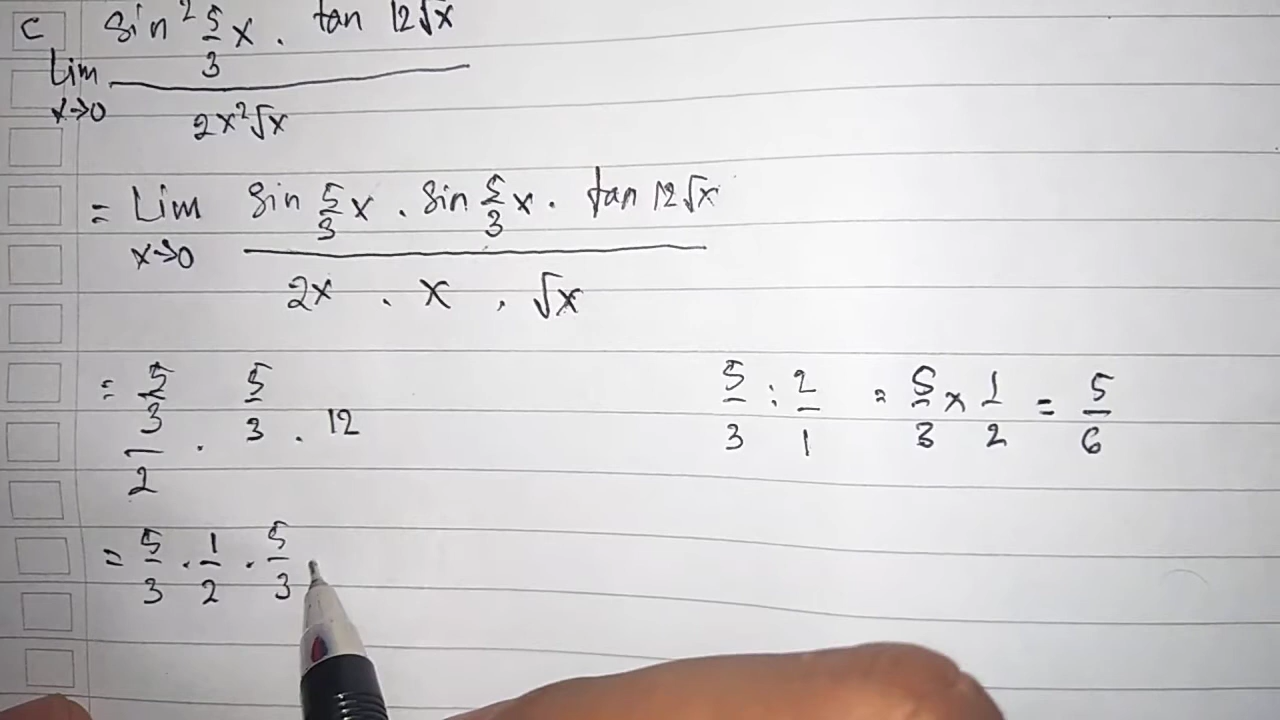 c sin² 5/3 x . tan 12√x
Lim
x→0
2x²√x
= Lim sin 5/3 x . sin 5/3 x . tan 12√x
x→0 2x . x . √x
= 5/3/2 . 5/3 . 12
5/3 : 2/1 = 5/3 × 1/2 = 5/6
= 5/3 . 1/2 . 5/3 .